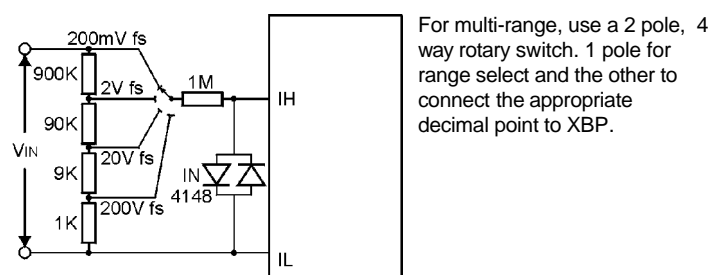 200mV fs
900K
2V fs
1M
IH
90K
VIN
20V fs
9K
IN
4148
200V fs
1K
IL
For multi-range, use a 2 pole, 4
way rotary switch. 1 pole for
range select and the other to
connect the appropriate
decimal point to XBP.